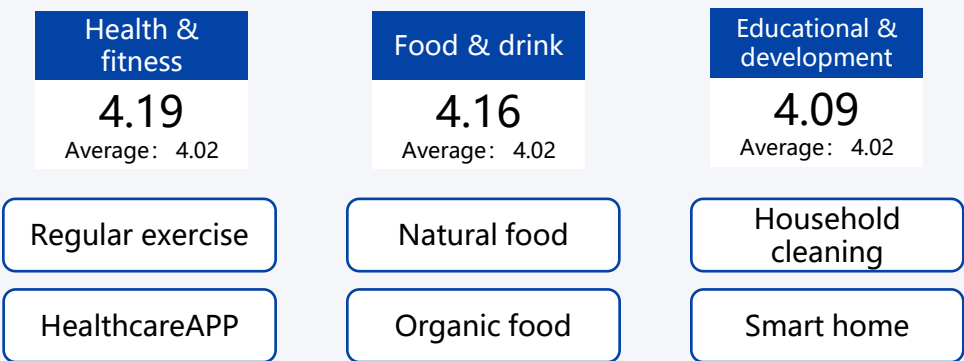 Health &
fitness
4.19
Average： 4.02
Food & drink
4.16
Average： 4.02
Educational &
development
4.09
Average： 4.02
Regular exercise
Natural food
Household
cleaning
HealthcareAPP
Organic food
Smart home